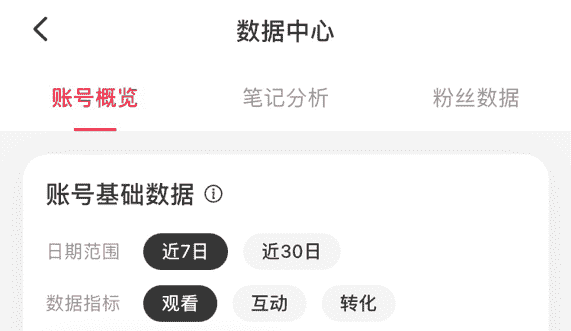 数据中心
账号概览 笔记分析 粉丝数据
账号基础数据
日期范围 近7日 近30日
数据指标 观看 互动 转化